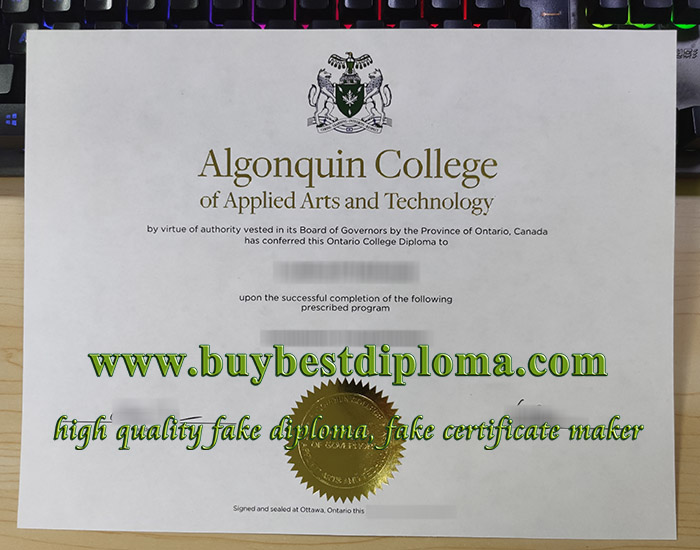 Algonquin College
of Applied Arts and Technology
by virtue of authority vested in its Board of Governors by the Province of Ontario, Canada
has conferred this Ontario College Diploma to
upon the successful completion of the following
prescribed program
www.buybestdiploma.com
high quality fake diploma, fake certificate maker
OF GOVERNORS
Signed and sealed at Ottawa, Ontario this